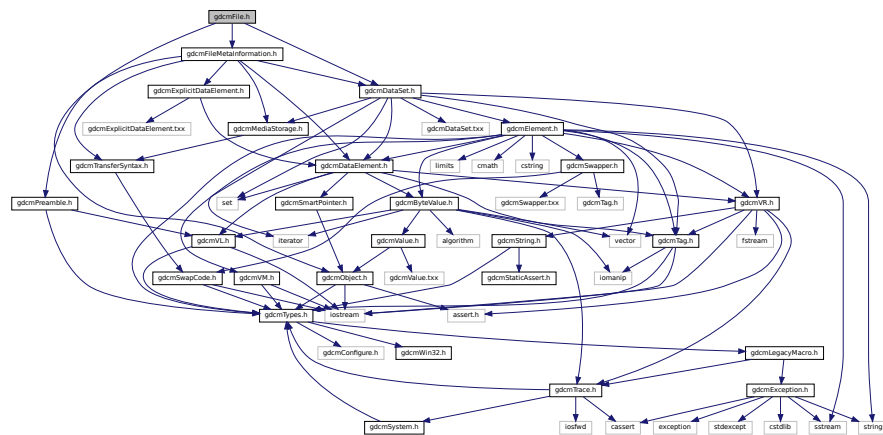 gdcmFile.h
gdcmFileMetaInformation.h
gdcmExplicitDataElement.h
gdcmDataSet.h
gdcmExplicitDataElement.txx
gdcmMediaStorage.h
gdcmDataSet.txx
gdcmElement.h
gdcmTransferSyntax.h
gdcmDataElement.h
limits
cmath
cstring
gdcmSwapper.h
gdcmPreamble.h
set
gdcmSmartPointer.h
gdcmByteValue.h
gdcmSwapper.txx
gdcmTag.h
gdcmVR.h
gdcmVL.h
iterator
gdcmValue.h
algorithm
gdcmString.h
vector
gdcmTag.h
fstream
gdcmSwapCode.h
gdcmVM.h
gdcmObject.h
gdcmValue.txx
gdcmStaticAssert.h
iomanip
gdcmTypes.h
iostream
assert.h
gdcmConfigure.h
gdcmWin32.h
gdcmLegacyMacro.h
gdcmTrace.h
gdcmException.h
gdcmSystem.h
iosfwd
cassert
exception
stdexcept
cstdlib
sstream
string